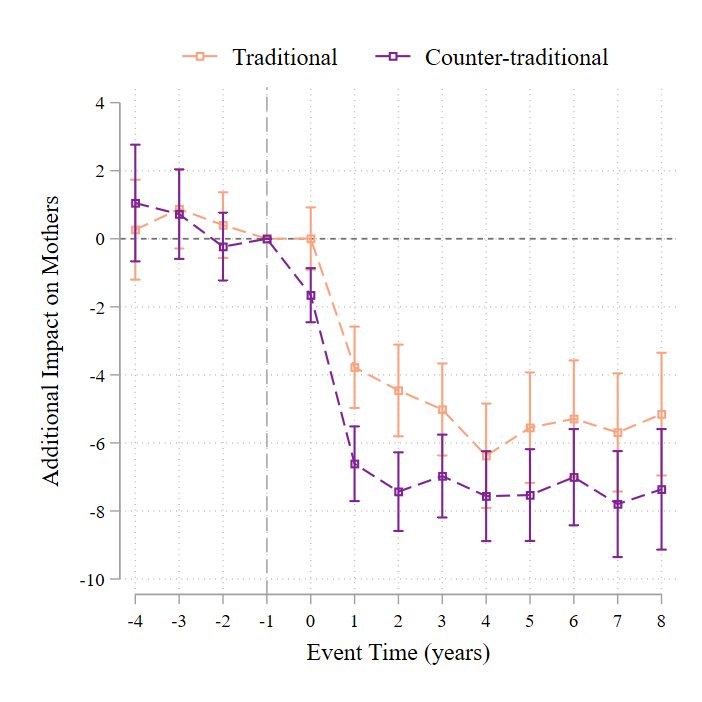 Traditional Counter-traditional
4
2
0
-2
-4
-6
-8
-10
Additional Impact on Mothers
-4 -3 -2 -1 0 1 2 3 4 5 6 7 8
Event Time (years)